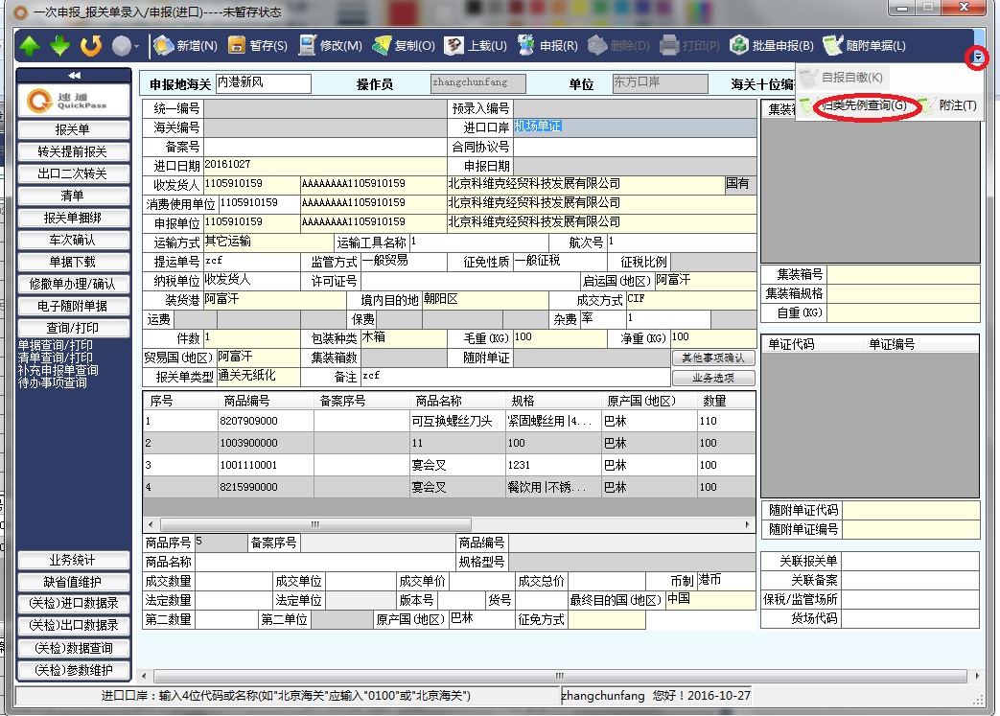 一次申报_报关单录入/申报(进口)----未暂存状态
新增(N) 暂存(S) 修改(M) 复制(O) 上载(U) 申报(R) 删除(D) 打印(P) 批量申报(B) 随附单据(L)
自报自缴(K)
归类先例查询(G) 附注(T)
速通
QuickPass
报关单
转关提前报关
出口二次转关
清单
报关单捆绑
车次确认
单据下载
修撤单办理/确认
电子随附单据
查询/打印
单据查询/打印
清单查询/打印
补充申报单查询
待办事项查询
业务统计
缺省值维护
(关检)进口数据录
(关检)出口数据录
(关检)数据查询
(关检)参数维护
申报地海关 内港新风 操作员 zhangchunfang 单位 东方口岸 海关十位编
统一编号 预录入编号
海关编号 进口口岸 机场单证
备案号 合同协议号
进口日期 20161027 申报日期
收发货人 1105910159 AAAAAAAA1105910159 北京科维克经贸科技发展有限公司 国有
消费使用单位 1105910159 AAAAAAAA1105910159 北京科维克经贸科技发展有限公司
申报单位 1105910159 AAAAAAAA1105910159 北京科维克经贸科技发展有限公司
运输方式 其它运输 运输工具名称 1 航次号 1
提运单号 zcf 监管方式 一般贸易 征免性质 一般征税 征税比例
纳税单位 收发货人 许可证号 启运国(地区) 阿富汗
装货港 阿富汗 境内目的地 朝阳区 成交方式 CIF
运费 保费 杂费 率 1
件数 1 包装种类 木箱 毛重(KG) 100 净重(KG) 100
贸易国(地区) 阿富汗 集装箱数 随附单证 其他事项确认
报关单类型 通关无纸化 备注 zcf 业务选项
序号 商品编号 备案序号 商品名称 规格 原产国(地区) 数量
1 8207909000 可互换螺丝刀头 '紧固螺丝用|4... 巴林 110
2 1003900000 11 100 巴林 100
3 1001110001 宴会叉 1231 巴林 100
4 8215990000 宴会叉 餐饮用|不锈... 巴林 100
商品序号 5 备案序号 商品编号
商品名称 规格型号
成交数量 成交单位 成交单价 成交总价 币制 港币
法定数量 法定单位 版本号 货号 最终目的国(地区) 中国
第二数量 第二单位 原产国(地区) 巴林 征免方式
集装箱号
集装箱规格
自重(KG)
单证代码 单证编号
随附单证代码
随附单证编号
关联报关单
关联备案
保税/监管场所
货场代码
进口口岸：输入4位代码或名称(如"北京海关"应输入"0100"或"北京海关") zhangchunfang 您好！2016-10-27